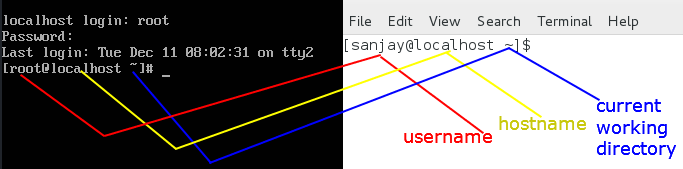 localhost login: root
Password:
Last login: Tue Dec 11 08:02:31 on tty2
[root@localhost ~]# _
File Edit View Search Terminal Help
[sanjay@localhost ~]$
username
hostname
current
working
directory